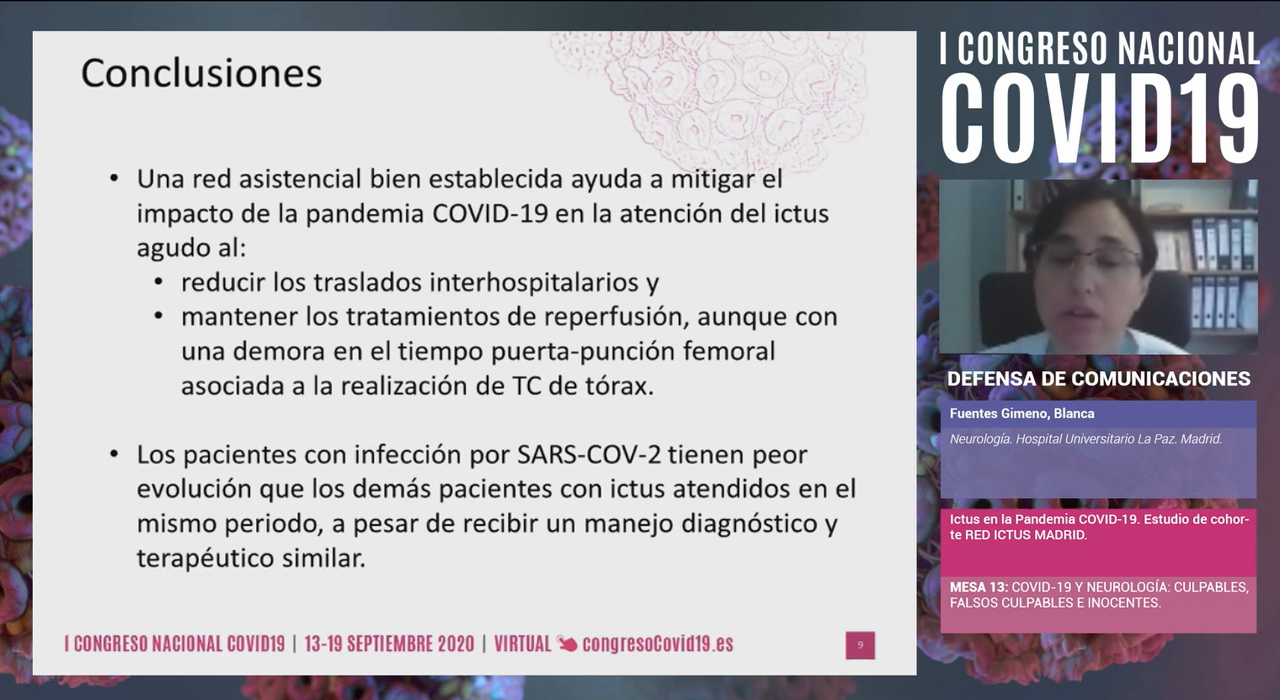 Conclusiones
• Una red asistencial bien establecida ayuda a mitigar el
impacto de la pandemia COVID-19 en la atención del ictus
agudo al:
• reducir los traslados interhospitalarios y
• mantener los tratamientos de reperfusión, aunque con
una demora en el tiempo puerta-punción femoral
asociada a la realización de TC de tórax.
• Los pacientes con infección por SARS-COV-2 tienen peor
evolución que los demás pacientes con ictus atendidos en el
mismo periodo, a pesar de recibir un manejo diagnóstico y
terapéutico similar.
I CONGRESO NACIONAL COVID19 | 13-19 SEPTIEMBRE 2020 | VIRTUAL congresoCovid19.es
9
I CONGRESO NACIONAL
COVID19
DEFENSA DE COMUNICACIONES
Fuentes Gimeno, Blanca
Neurología. Hospital Universitario La Paz. Madrid.
Ictus en la Pandemia COVID-19. Estudio de cohor-
te RED ICTUS MADRID.
MESA 13: COVID-19 Y NEUROLOGÍA: CULPABLES,
FALSOS CULPABLES E INOCENTES.